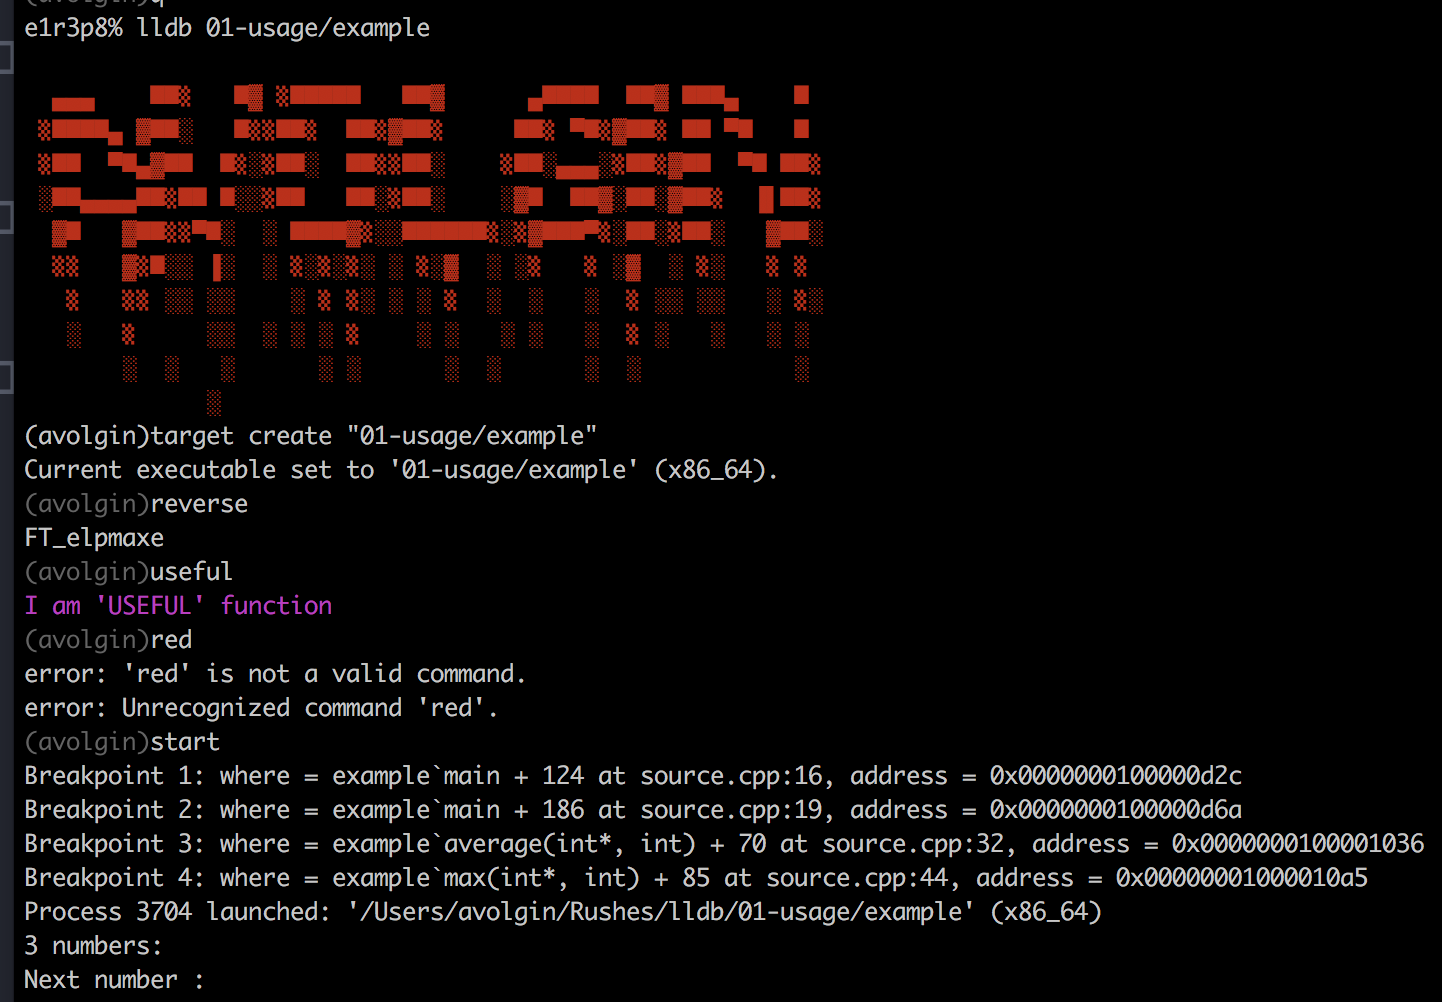 e1r3p8% lldb 01-usage/example
(avolgin)target create "01-usage/example"
Current executable set to '01-usage/example' (x86_64).
(avolgin)reverse
FT_elpmaxe
(avolgin)useful
I am 'USEFUL' function
(avolgin)red
error: 'red' is not a valid command.
error: Unrecognized command 'red'.
(avolgin)start
Breakpoint 1: where = example`main + 124 at source.cpp:16, address = 0x0000000100000d2c
Breakpoint 2: where = example`main + 186 at source.cpp:19, address = 0x0000000100000d6a
Breakpoint 3: where = example`average(int*, int) + 70 at source.cpp:32, address = 0x0000000100001036
Breakpoint 4: where = example`max(int*, int) + 85 at source.cpp:44, address = 0x00000001000010a5
Process 3704 launched: '/Users/avolgin/Rushes/lldb/01-usage/example' (x86_64)
3 numbers:
Next number :